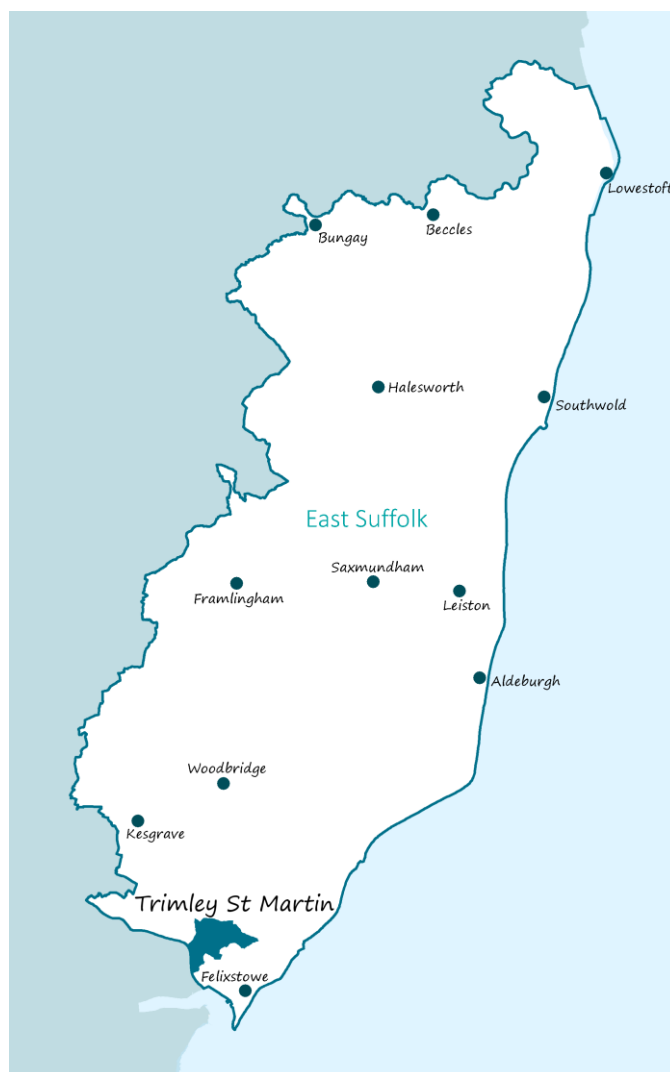 Lowestoft
Beccles
Bungay
Halesworth
Southwold
East Suffolk
Saxmundham
Framlingham
Leiston
Aldeburgh
Woodbridge
Kesgrave
Trimley St Martin
Felixstowe